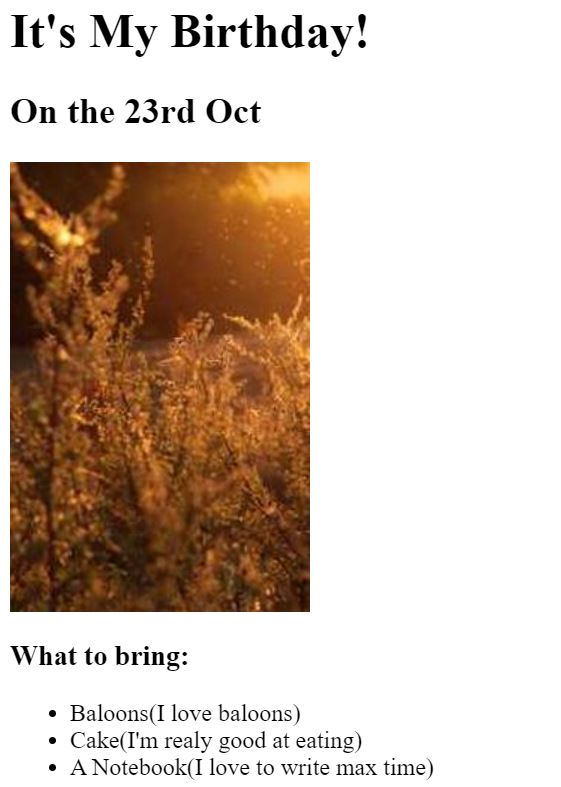 It's My Birthday!
On the 23rd Oct
What to bring:
Baloons(I love baloons)
Cake(I'm realy good at eating)
A Notebook(I love to write max time)